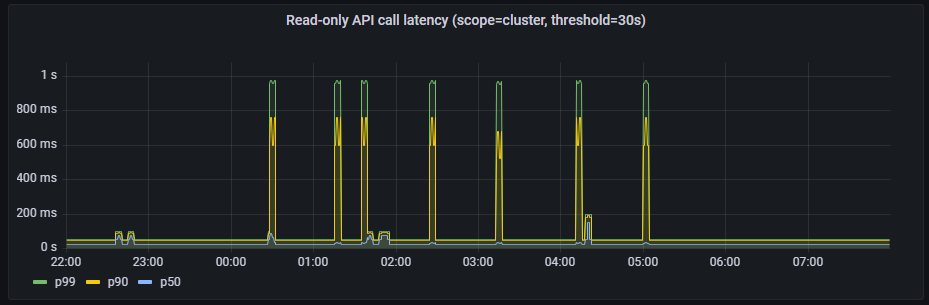 Read-only API call latency (scope=cluster, threshold=30s)
1 s
800 ms
600 ms
400 ms
200 ms
0 s
22:00 23:00 00:00 01:00 02:00 03:00 04:00 05:00 06:00 07:00
p99 p90 p50